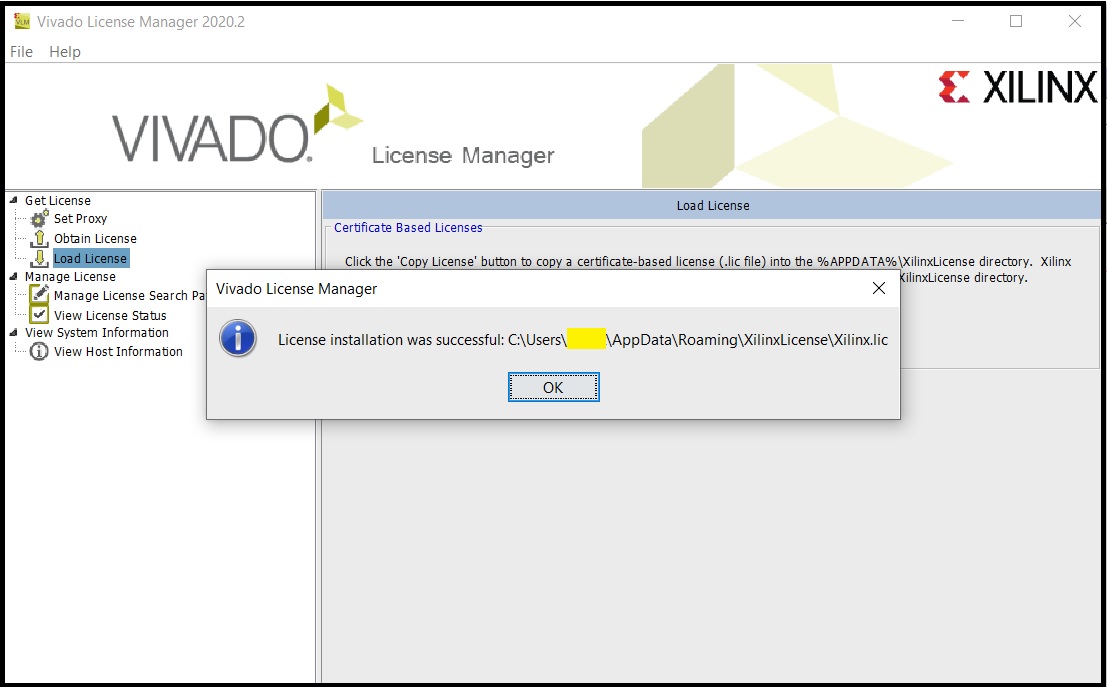 VLM Vivado License Manager 2020.2
File Help
VIVADO. License Manager
XILINX
Get License
Set Proxy
Obtain License
Load License
Manage License
Manage License Search Pa
View License Status
View System Information
View Host Information
Load License
Certificate Based Licenses
Click the 'Copy License' button to copy a certificate-based license (.lic file) into the %APPDATA%\XilinxLicense directory. Xilinx
XilinxLicense directory.
Vivado License Manager
License installation was successful: C:\Users\ \AppData\Roaming\XilinxLicense\Xilinx.lic
OK